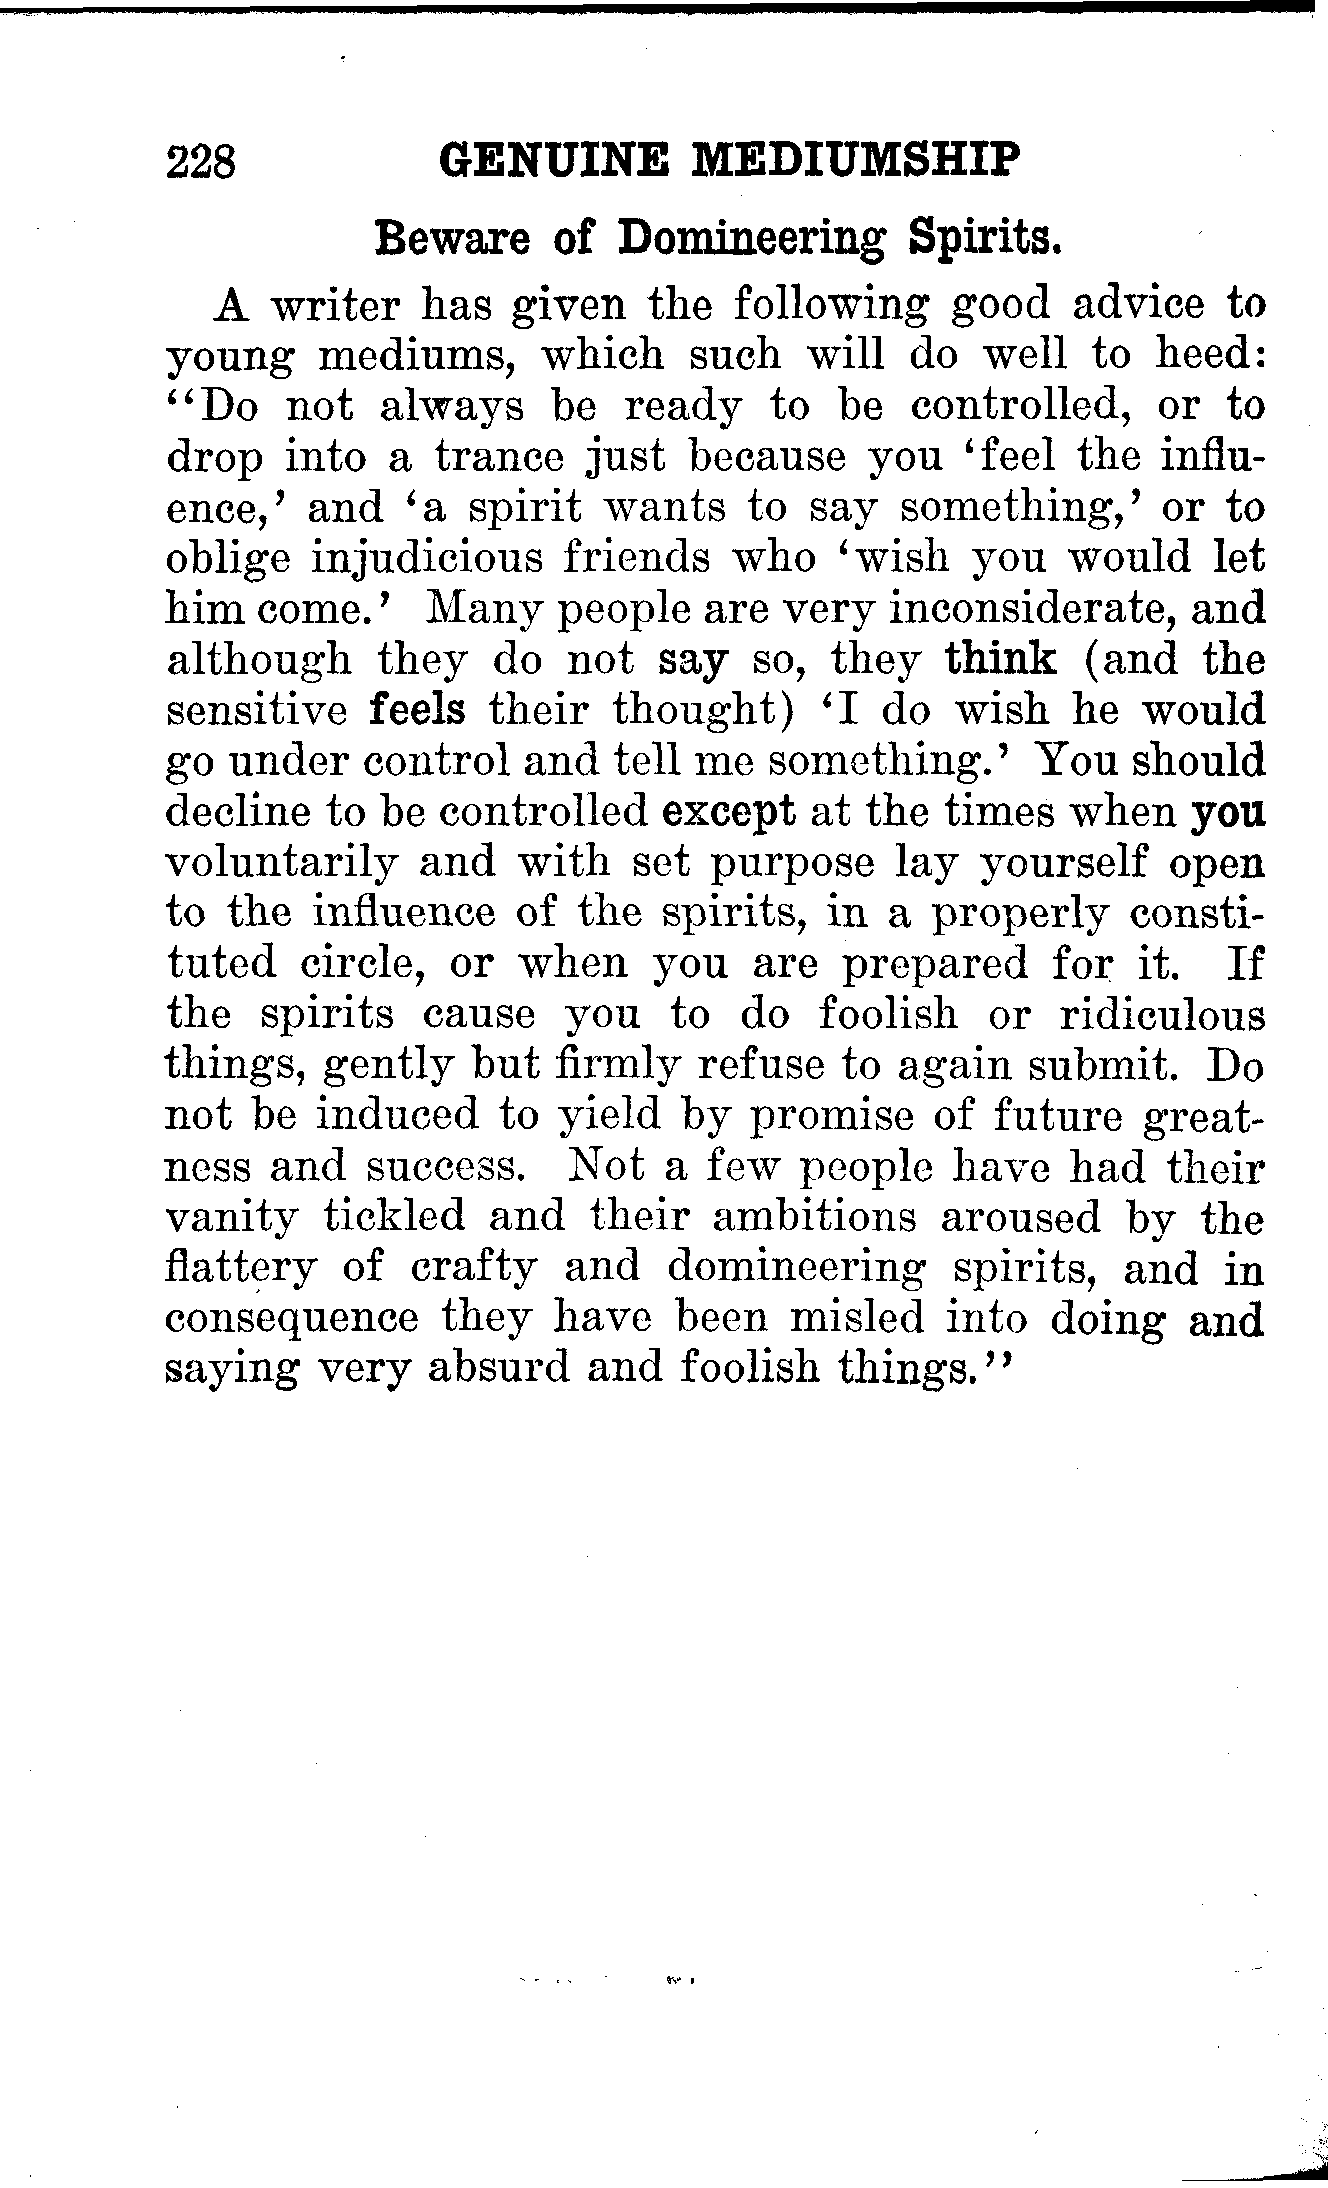 228 GENUINE MEDIUMSHIP
Beware of Domineering Spirits.
A writer has given the following good advice to
young mediums, which such will do well to heed:
“Do not always be ready to be controlled, or to
drop into a trance just because you ‘feel the influ-
ence,’ and ‘a spirit wants to say something,’ or to
oblige injudicious friends who ‘wish you would let
him come.’ Many people are very inconsiderate, and
although they do not say so, they think (and the
sensitive feels their thought) ‘I do wish he would
go under control and tell me something.’ You should
decline to be controlled except at the times when you
voluntarily and with set purpose lay yourself open
to the influence of the spirits, in a properly consti-
tuted circle, or when you are prepared for it. If
the spirits cause you to do foolish or ridiculous
things, gently but firmly refuse to again submit. Do
not be induced to yield by promise of future great-
ness and success. Not a few people have had their
vanity tickled and their ambitions aroused by the
flattery of crafty and domineering spirits, and in
consequence they have been misled into doing and
saying very absurd and foolish things.”